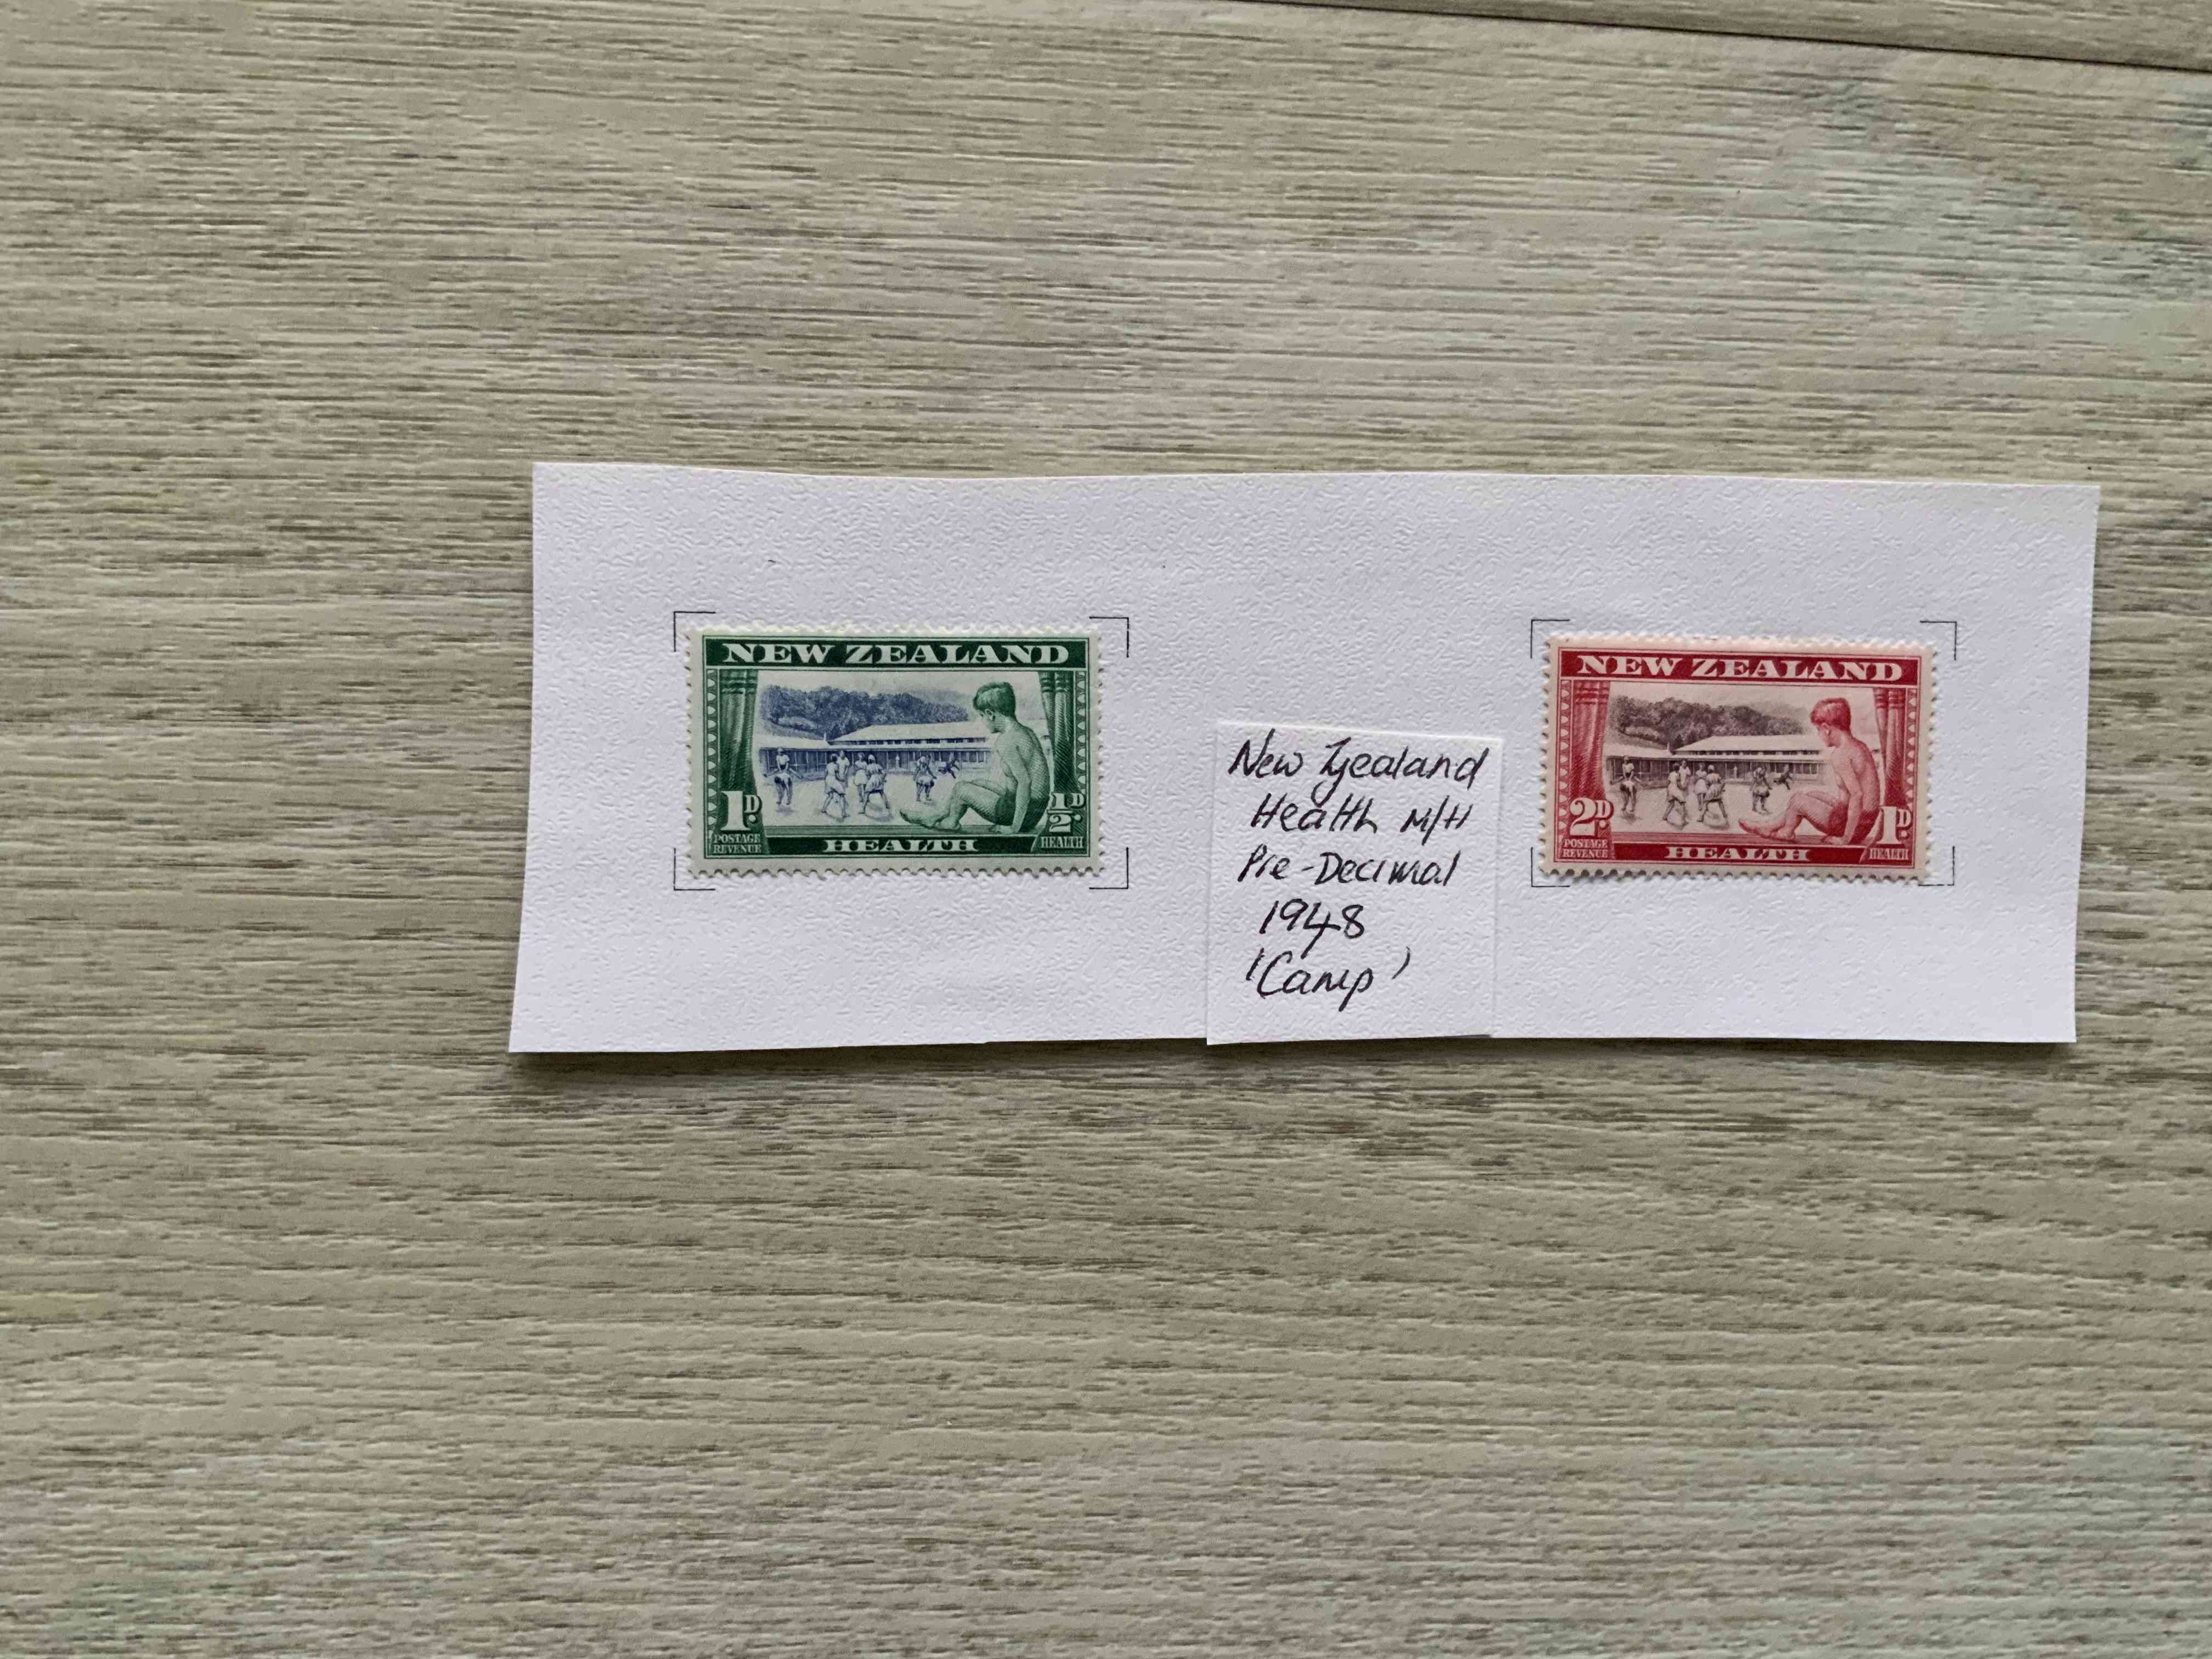 NEW ZEALAND
1D
POSTAGE
REVENUE
HEALTH
1/2D
HEALTH
New Zealand
Health M/H
Pre-Decimal
1948
'Camp'
NEW ZEALAND
2D
POSTAGE
REVENUE
HEALTH
1D
HEALTH